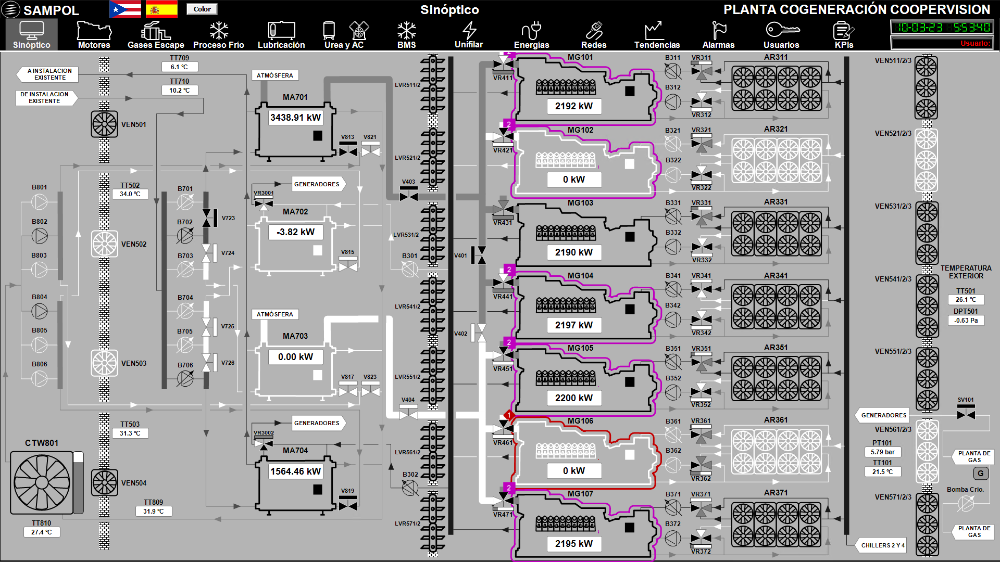 SAMPOL
Color
Sinóptico
PLANTA COGENERACIÓN COOPERVISION
Sinóptico
Motores
Gases Escape
Proceso Frío
Lubricación
Urea y AC
BMS
Unifilar
Energías
Redes
Tendencias
Alarmas
Usuarios
KPIs
10-03-23 5:53:40
Usuario:
A INSTALACION
EXISTENTE
DE INSTALACION
EXISTENTE
TT709
6.1 ºC
TT710
10.2 ºC
VEN501
TT502
34.0 ºC
B801
B802
B803
B804
B805
B806
VEN502
VEN503
TT503
31.3 ºC
CTW801
TT810
27.4 ºC
VEN504
TT809
31.9 ºC
B701
B702
B703
B704
B705
B706
V723
V724
V725
V726
ATMÓSFERA
MA701
3438.91 kW
V813
V821
GENERADORES
VR3001
MA702
-3.82 kW
V815
ATMÓSFERA
MA703
0.00 kW
V817
V823
GENERADORES
VR3002
MA704
1564.46 kW
V819
V403
B301
V404
B302
LVR511/2
LVR521/2
LVR531/2
LVR541/2
LVR551/2
LVR561/2
LVR571/2
V401
V402
2
VR411
MG101
2192 kW
B311
B312
VR311
VR312
AR311
VEN511/2/3
2
VR421
MG102
0 kW
B321
B322
VR321
VR322
AR321
VEN521/2/3
VR431
MG103
2190 kW
B331
B332
VR331
VR332
AR331
VEN531/2/3
2
VR441
MG104
2197 kW
B341
B342
VR341
VR342
AR341
VEN541/2/3
2
VR451
MG105
2200 kW
B351
B352
VR351
VR352
AR351
VEN551/2/3
1
VR461
MG106
0 kW
B361
B362
VR361
VR362
AR361
VEN561/2/3
2
VR471
MG107
2195 kW
B371
B372
VR371
VR372
AR371
VEN571/2/3
TEMPERATURA
EXTERIOR
TT501
26.1 ºC
DPT501
-0.63 Pa
SV101
GENERADORES
PT101
5.79 bar
TT101
21.5 ºC
PLANTA DE
GAS
G
Bomba Crio.
PLANTA DE
GAS
CHILLERS 2 Y 4